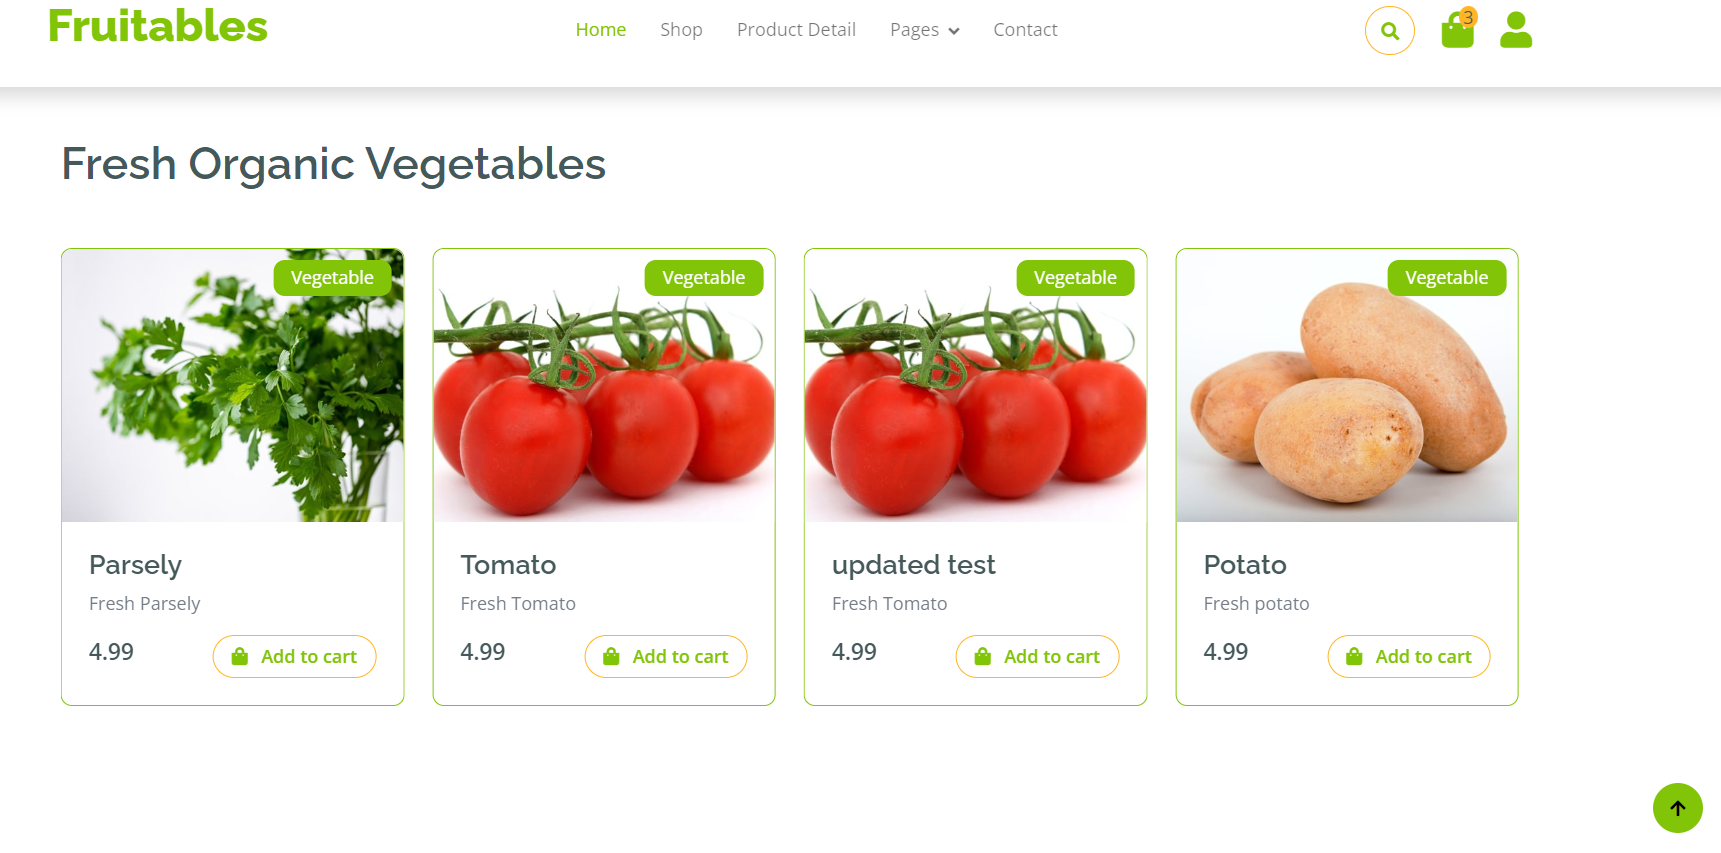 Fruitables
Home Shop Product Detail Pages Contact
3
Fresh Organic Vegetables
Vegetable
Parsely
Fresh Parsely
4.99 Add to cart
Vegetable
Tomato
Fresh Tomato
4.99 Add to cart
Vegetable
updated test
Fresh Tomato
4.99 Add to cart
Vegetable
Potato
Fresh potato
4.99 Add to cart